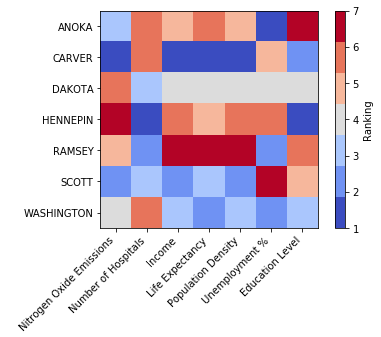 ANOKA
CARVER
DAKOTA
HENNEPIN
RAMSEY
SCOTT
WASHINGTON
Nitrogen Oxide Emissions
Number of Hospitals
Income
Life Expectancy
Population Density
Unemployment %
Education Level
7
6
5
4
3
2
1
Ranking